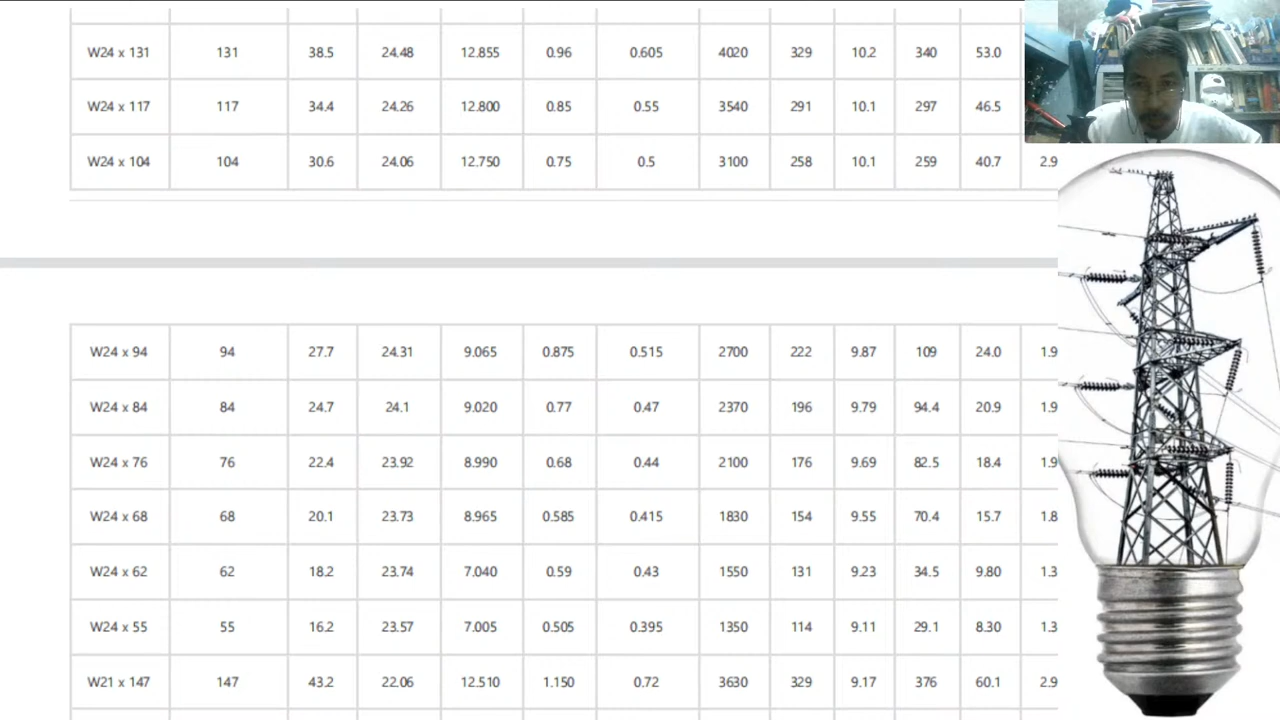 W24 x 131 131 38.5 24.48 12.855 0.96 0.605 4020 329 10.2 340 53.0
W24 x 117 117 34.4 24.26 12.800 0.85 0.55 3540 291 10.1 297 46.5
W24 x 104 104 30.6 24.06 12.750 0.75 0.5 3100 258 10.1 259 40.7 2.9
W24 x 94 94 27.7 24.31 9.065 0.875 0.515 2700 222 9.87 109 24.0 1.9
W24 x 84 84 24.7 24.1 9.020 0.77 0.47 2370 196 9.79 94.4 20.9 1.9
W24 x 76 76 22.4 23.92 8.990 0.68 0.44 2100 176 9.69 82.5 18.4 1.9
W24 x 68 68 20.1 23.73 8.965 0.585 0.415 1830 154 9.55 70.4 15.7 1.8
W24 x 62 62 18.2 23.74 7.040 0.59 0.43 1550 131 9.23 34.5 9.80 1.3
W24 x 55 55 16.2 23.57 7.005 0.505 0.395 1350 114 9.11 29.1 8.30 1.3
W21 x 147 147 43.2 22.06 12.510 1.150 0.72 3630 329 9.17 376 60.1 2.9